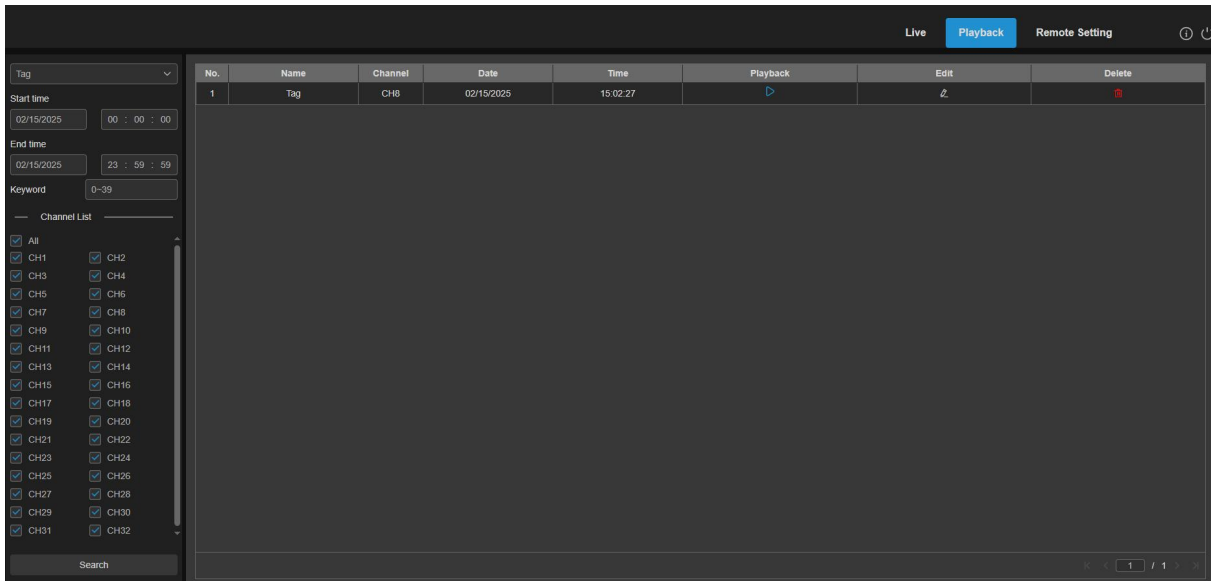 Live Playback Remote Setting
Tag
Start time
02/15/2025 00 : 00 : 00
End time
02/15/2025 23 : 59 : 59
Keyword 0~39
Channel List
All
CH1 CH2
CH3 CH4
CH5 CH6
CH7 CH8
CH9 CH10
CH11 CH12
CH13 CH14
CH15 CH16
CH17 CH18
CH19 CH20
CH21 CH22
CH23 CH24
CH25 CH26
CH27 CH28
CH29 CH30
CH31 CH32
Search
No. Name Channel Date Time Playback Edit Delete
1 Tag CH8 02/15/2025 15:02:27
1 / 1